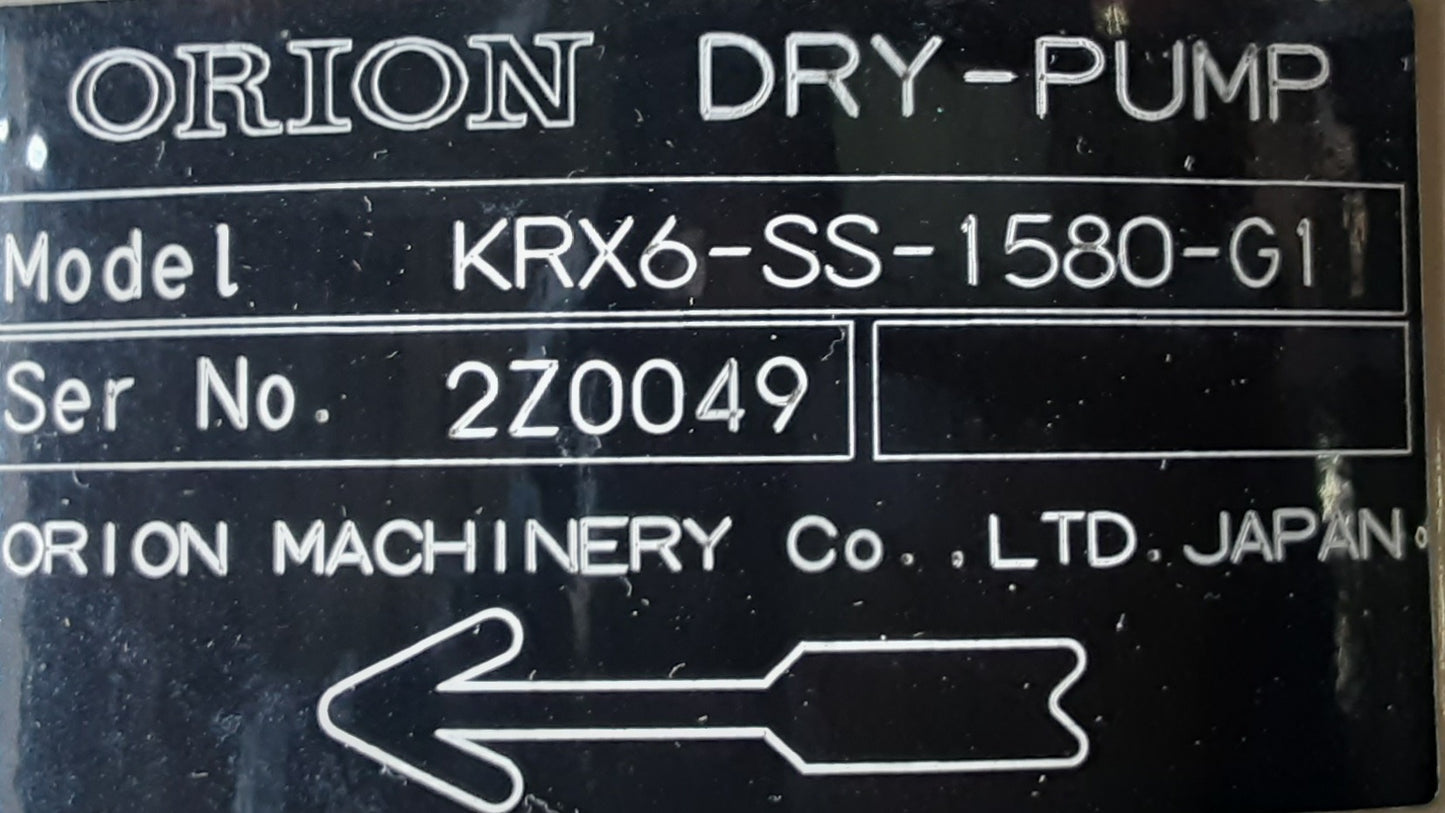 ORION DRY-PUMP
Model KRX6-SS-1580-G1
Ser No. 2Z0049
ORION MACHINERY Co.,.LTD.JAPAN.